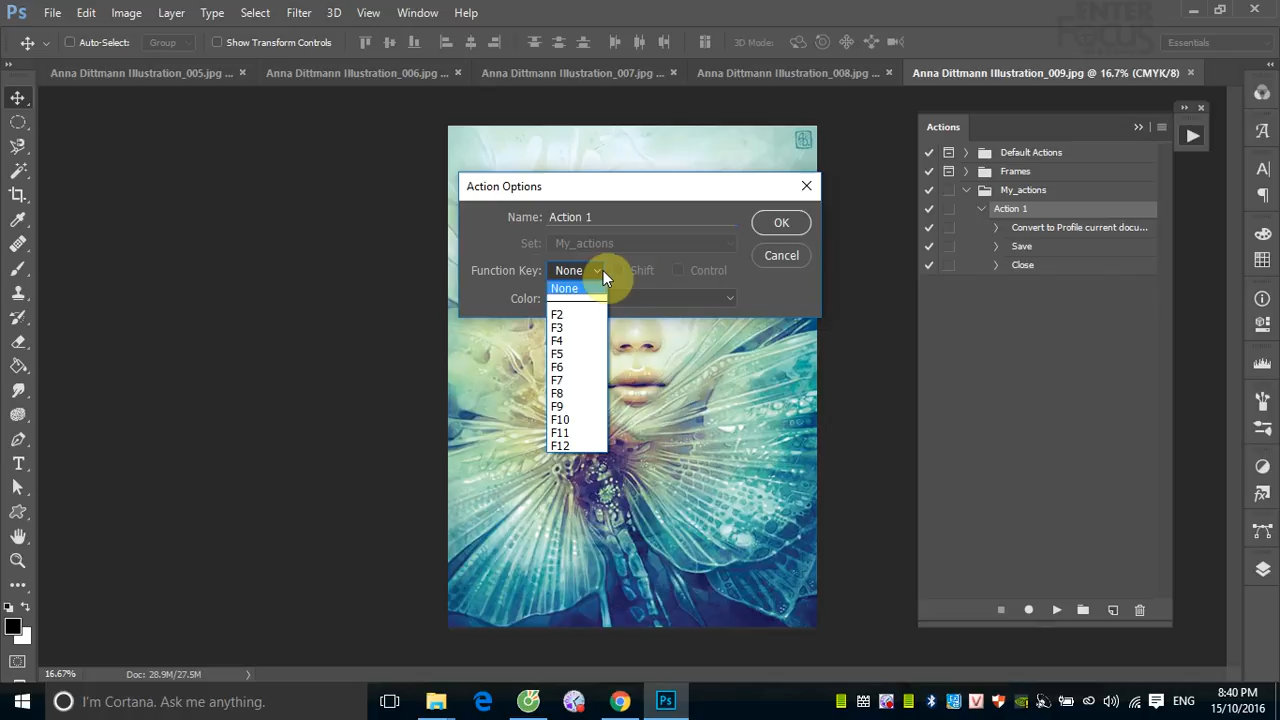 Ps File Edit Image Layer Type Select Filter 3D View Window Help
ENTER
FOCUS
Auto-Select: Group Show Transform Controls 3D Mode: Essentials
Anna Dittmann Illustration_005.jpg ... × Anna Dittmann Illustration_006.jpg ... × Anna Dittmann Illustration_007.jpg ... × Anna Dittmann Illustration_008.jpg ... × Anna Dittmann Illustration_009.jpg @ 16.7% (CMYK/8) ×
Actions
Default Actions
Frames
My_actions
Action 1
Convert to Profile current docu...
Save
Close
Action Options
Name: Action 1
OK
Set: My_actions
Cancel
Function Key: None Shift Control
Color:
None
F2
F3
F4
F5
F6
F7
F8
F9
F10
F11
F12
16.67% Doc: 28.9M/27.5M
I'm Cortana. Ask me anything.
Ps
ENG
8:40 PM
15/10/2016